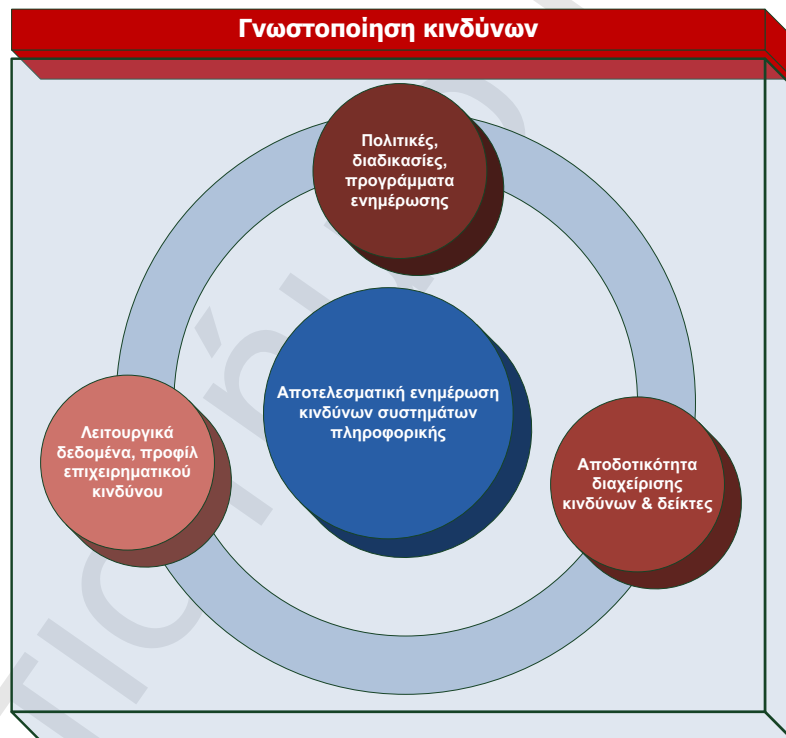 Γνωστοποίηση κινδύνων
Πολιτικές,
διαδικασίες,
προγράμματα
ενημέρωσης
Αποτελεσματική ενημέρωση
κινδύνων συστημάτων
πληροφορικής
Λειτουργικά
δεδομένα, προφίλ
επιχειρηματικού
κινδύνου
Αποδοτικότητα
διαχείρισης
κινδύνων & δείκτες